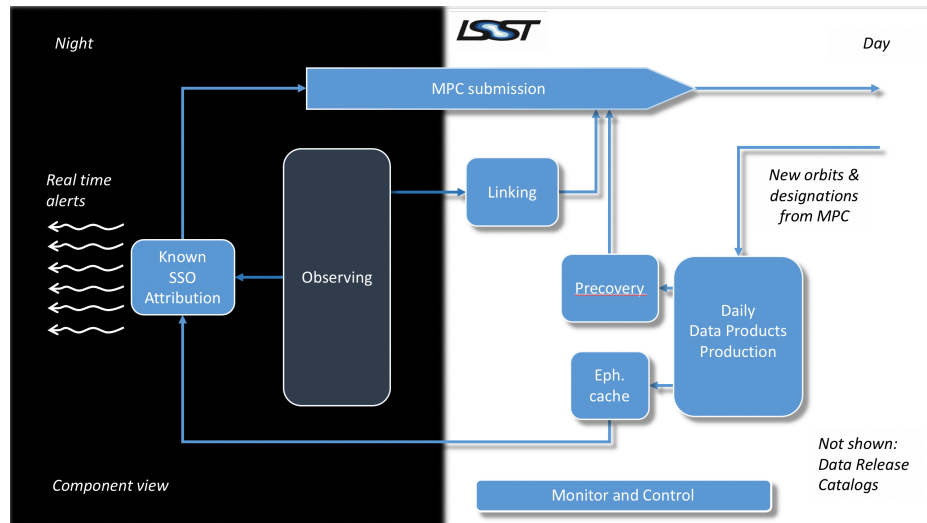 LSST
Night
Day
MPC submission
Real time
alerts
Linking
New orbits &
designations
from MPC
Known
SSO
Attribution
Observing
Precovery
Daily
Data Products
Production
Eph.
cache
Not shown:
Data Release
Catalogs
Component view
Monitor and Control